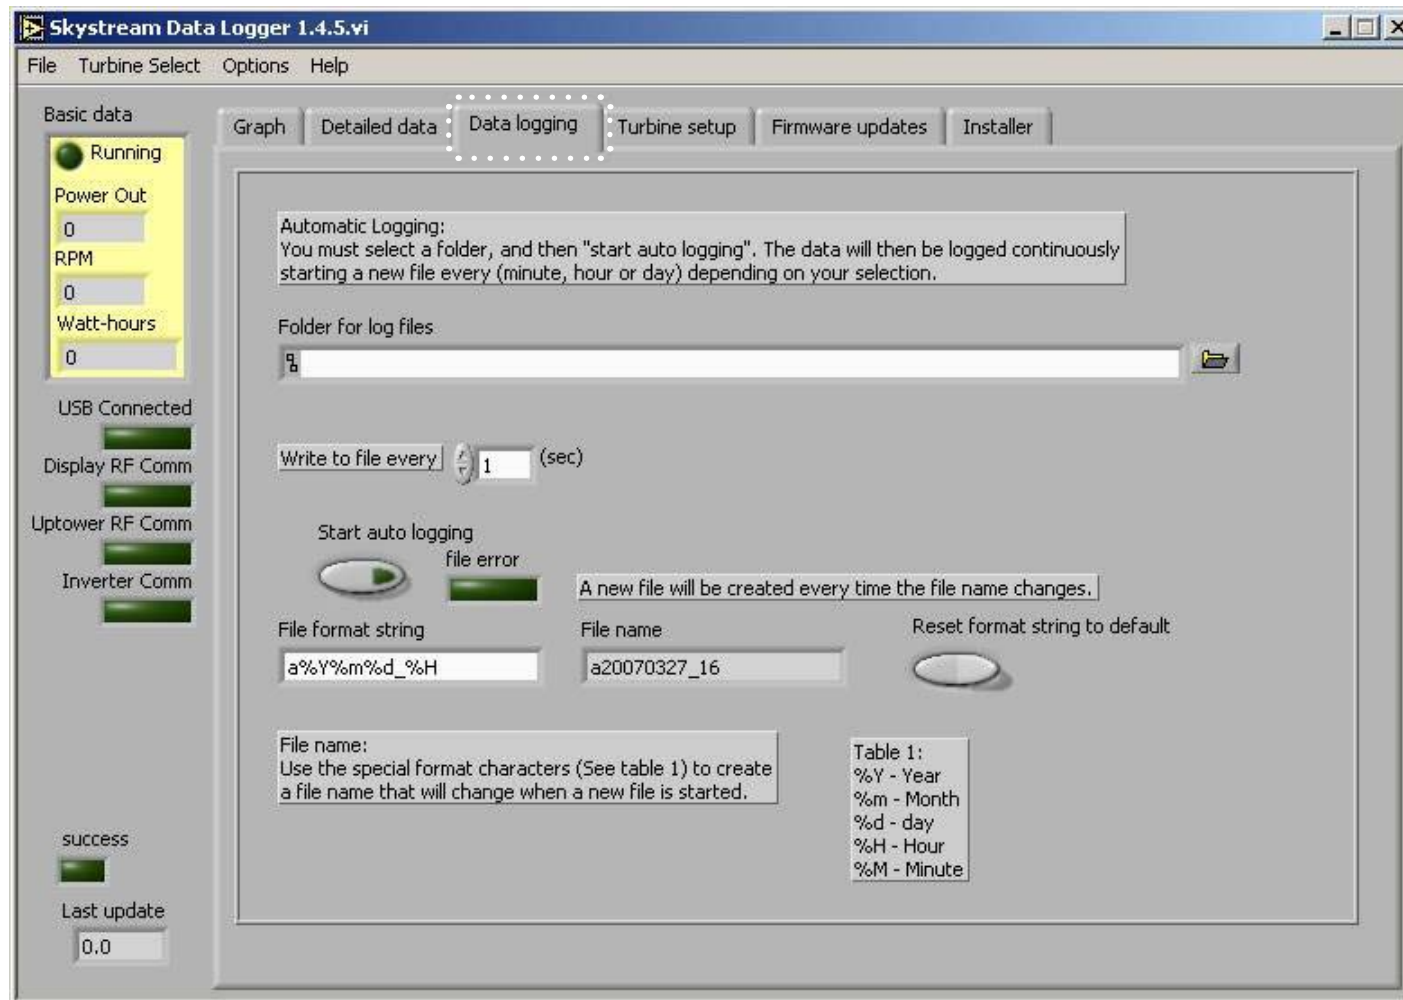 Skystream Data Logger 1.4.5.vi
File Turbine Select Options Help
Basic data
Running
Power Out
0
RPM
0
Watt-hours
0
USB Connected
Display RF Comm
Uptower RF Comm
Inverter Comm
success
Last update
0.0
Graph Detailed data Data logging Turbine setup Firmware updates Installer
Automatic Logging:
You must select a folder, and then "start auto logging". The data will then be logged continuously
starting a new file every (minute, hour or day) depending on your selection.
Folder for log files
Write to file every 1 (sec)
Start auto logging
file error
A new file will be created every time the file name changes.
File format string
a%Y%m%d_%H
File name
a20070327_16
Reset format string to default
File name:
Use the special format characters (See table 1) to create
a file name that will change when a new file is started.
Table 1:
%Y - Year
%m - Month
%d - day
%H - Hour
%M - Minute